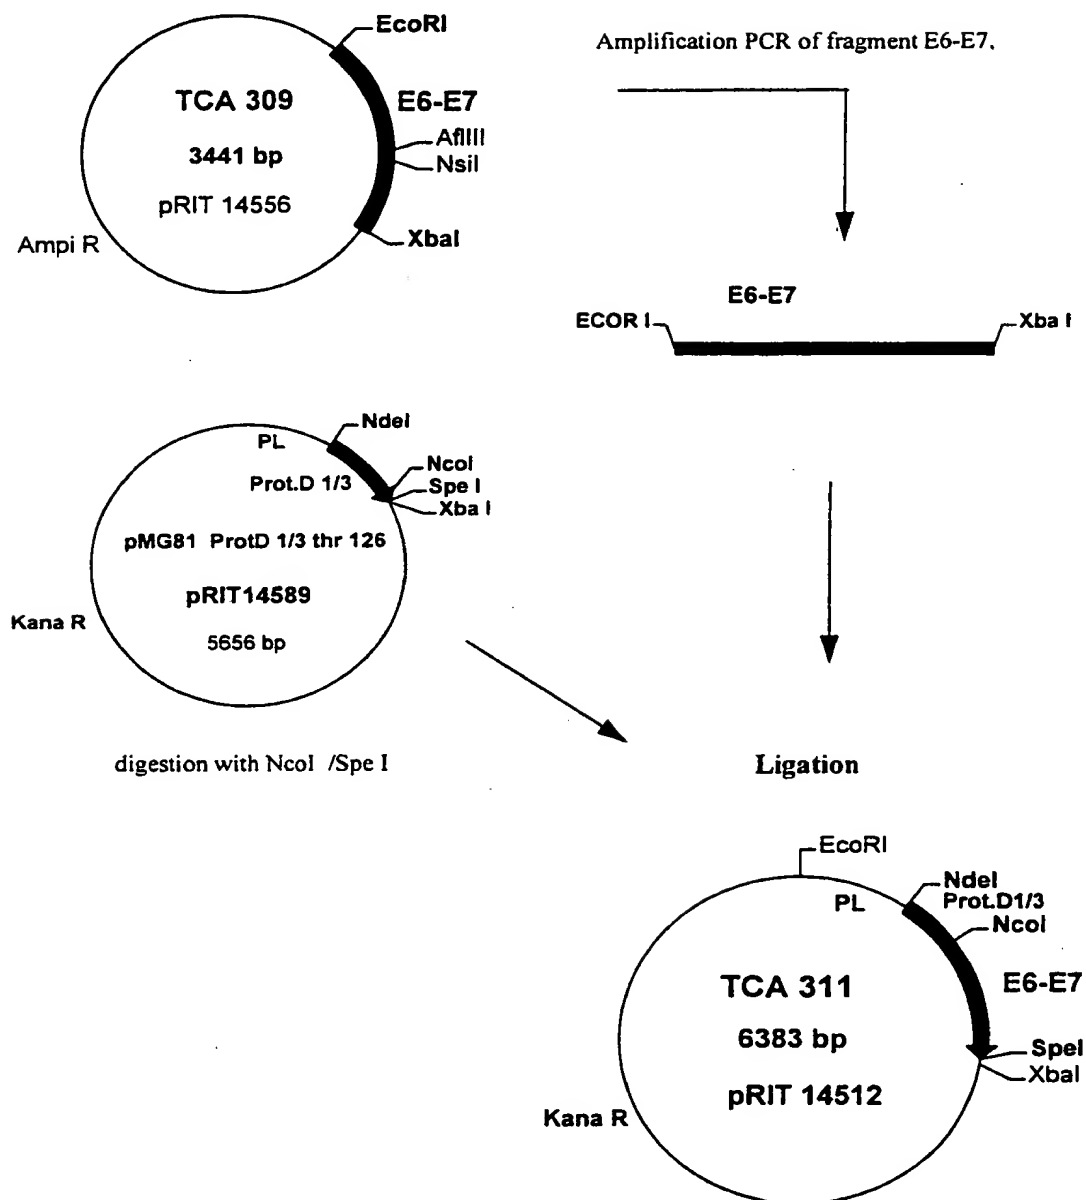 EcoRI
TCA 309
E6-E7
AflIII
3441 bp
NsiI
pRIT 14556
Ampi R
XbaI
Amplification PCR of fragment E6-E7.
E6-E7
ECOR I
Xba I
NdeI
PL
NcoI
Prot.D 1/3
Spe I
Xba I
pMG81 ProtD 1/3 thr 126
pRIT14589
Kana R
5656 bp
digestion with NcoI /Spe I
Ligation
EcoRI
NdeI
PL
Prot.D1/3
NcoI
TCA 311
E6-E7
6383 bp
SpeI
XbaI
pRIT 14512
Kana R